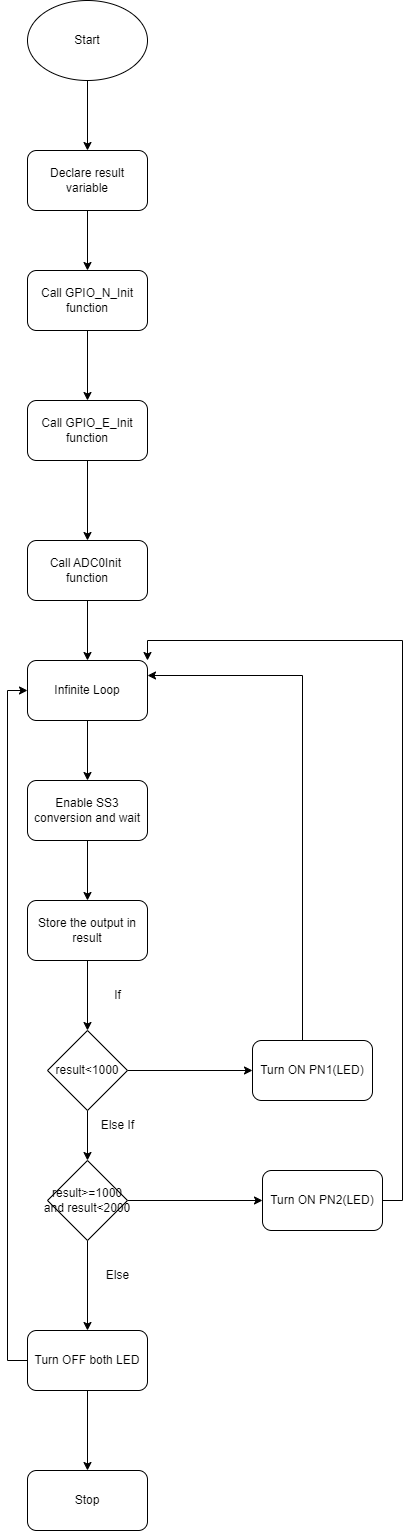 Start
Declare result
variable
Call GPIO_N_Init
function
Call GPIO_E_Init
function
Call ADC0Init
function
Infinite Loop
Enable SS3
conversion and wait
Store the output in
result
If
result<1000
Turn ON PN1(LED)
Else If
result>=1000
and result<2000
Turn ON PN2(LED)
Else
Turn OFF both LED
Stop